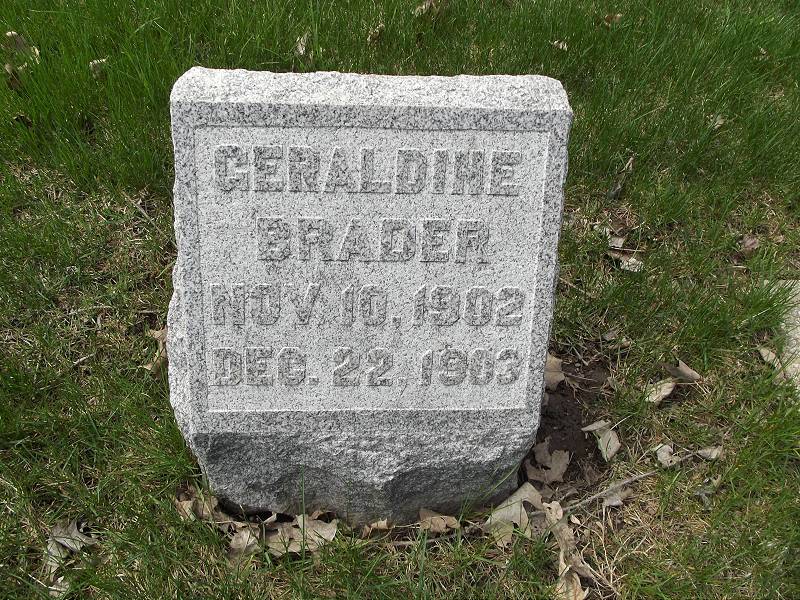 GERALDINE
BRADER
NOV. 10, 1902
DEC. 22, 1903